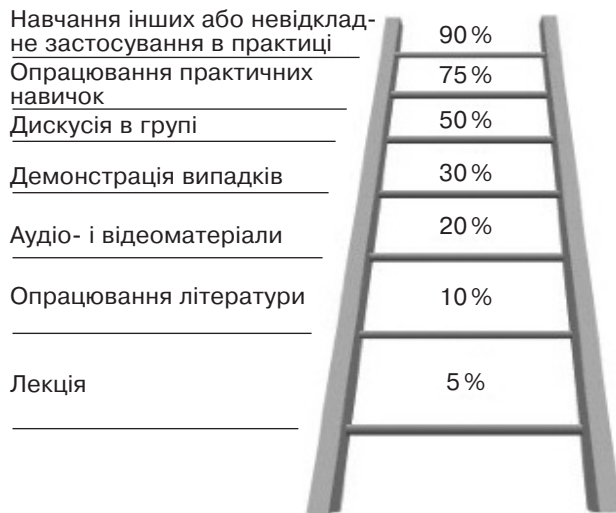 Навчання інших або невідклад-
не застосування в практиці
90 %
Опрацювання практичних
навичок
75 %
Дискусія в групі
50 %
Демонстрація випадків
30 %
Аудіо- і відеоматеріали
20 %
Опрацювання літератури
10 %
Лекція
5 %